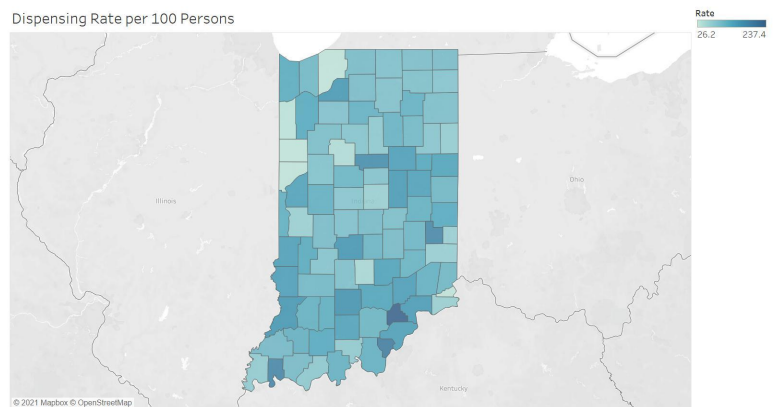 Dispensing Rate per 100 Persons
Rate
26.2 237.4
Illinois
Ohio
Kentucky
© 2021 Mapbox © OpenStreetMap